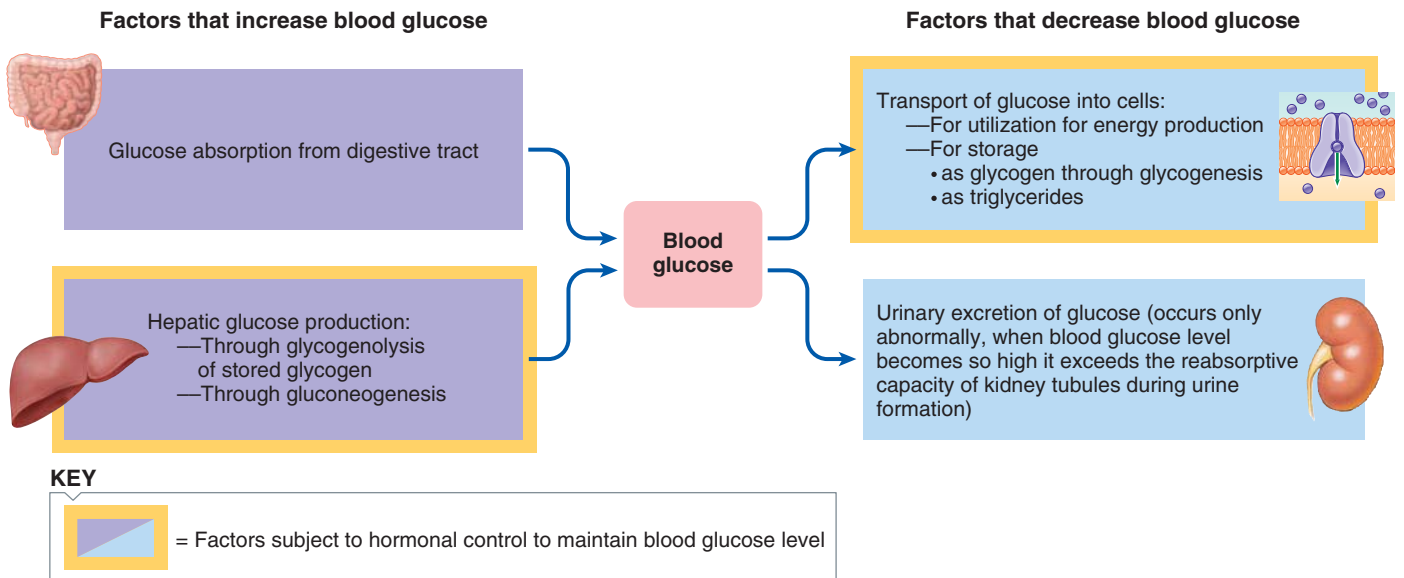 Factors that increase blood glucose
Glucose absorption from digestive tract
Hepatic glucose production:
—Through glycogenolysis
of stored glycogen
—Through gluconeogenesis
Blood
glucose
Factors that decrease blood glucose
Transport of glucose into cells:
—For utilization for energy production
—For storage
• as glycogen through glycogenesis
• as triglycerides
Urinary excretion of glucose (occurs only
abnormally, when blood glucose level
becomes so high it exceeds the reabsorptive
capacity of kidney tubules during urine
formation)
KEY
= Factors subject to hormonal control to maintain blood glucose level